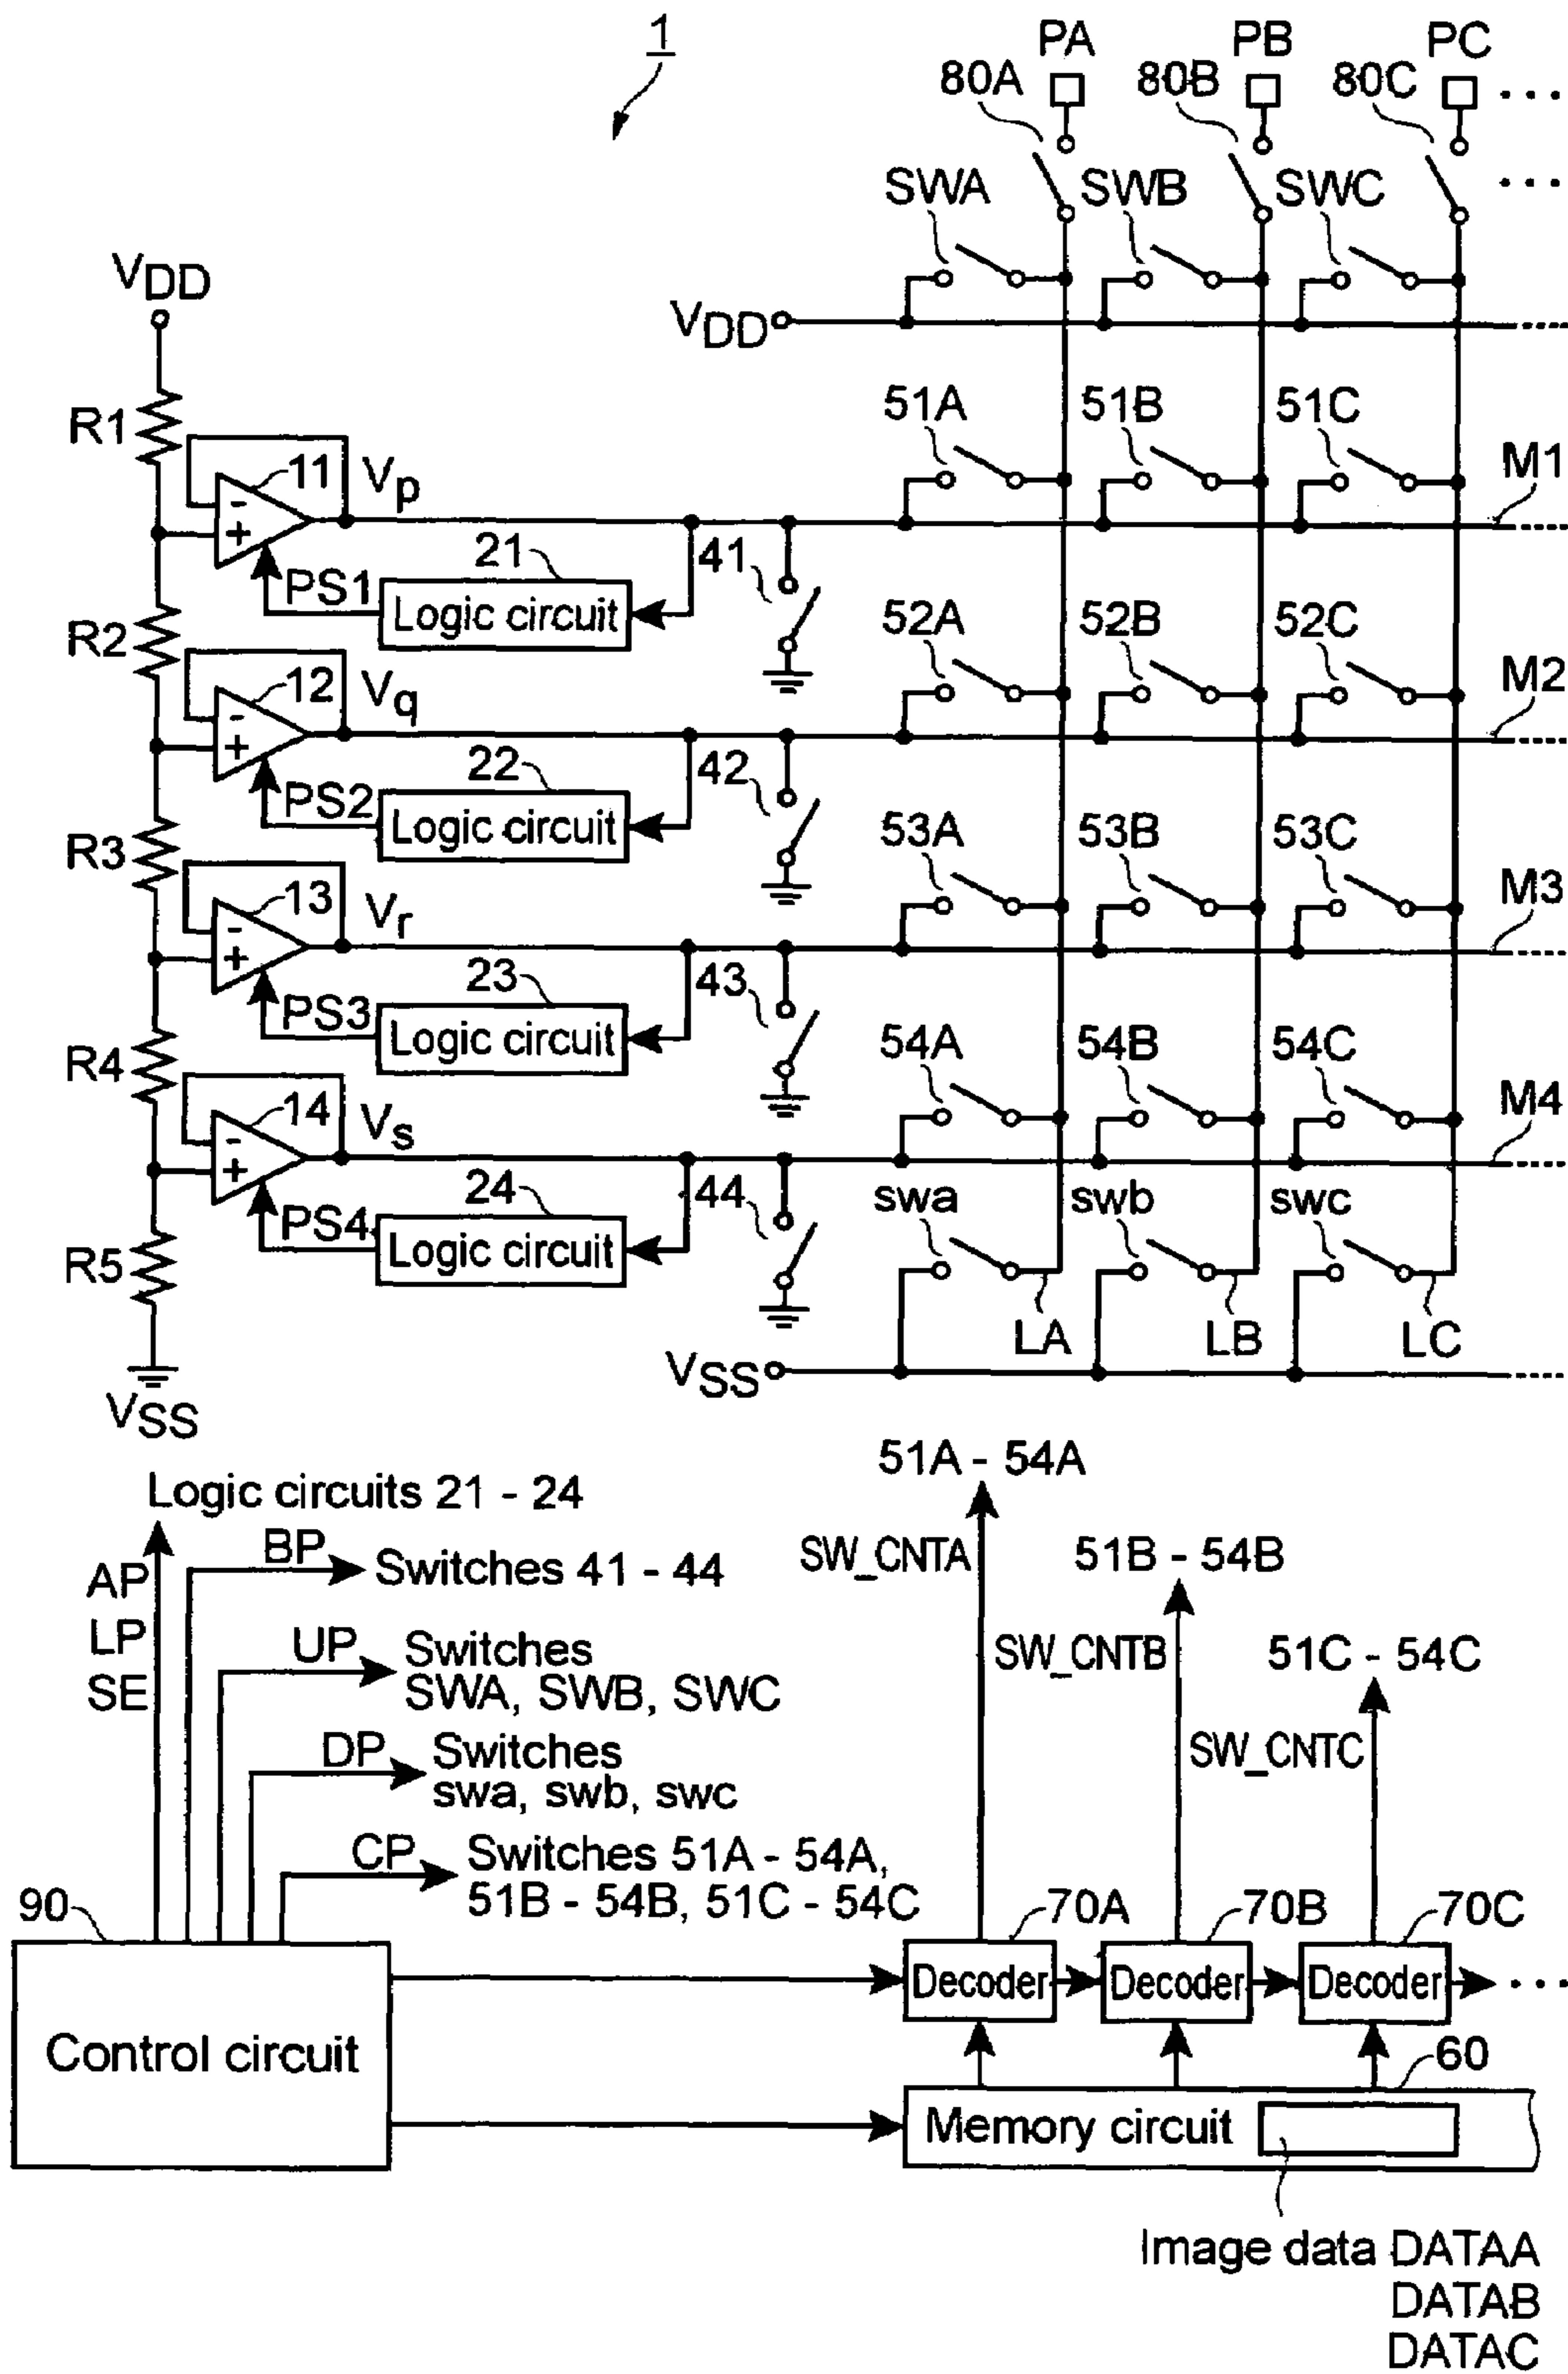 1
PA PB PC
80A 80B 80C ...
SWA SWB SWC ...
VDD
VDD
R1
51A 51B 51C
11 Vp
M1
- +
21
41
PS1 Logic circuit
R2
52A 52B 52C
12 Vq
M2
- +
22
42
PS2 Logic circuit
R3
53A 53B 53C
13 Vr
M3
- +
23
43
PS3 Logic circuit
R4
54A 54B 54C
14 Vs
M4
- +
24
44
swa swb swc
PS4 Logic circuit
R5
LA LB LC
VSS
VSS
51A - 54A
Logic circuits 21 - 24
BP Switches 41 - 44
SW_CNTA
51B - 54B
AP
LP
SE
UP Switches
SWA, SWB, SWC
SW_CNTB
51C - 54C
DP Switches
swa, swb, swc
SW_CNTC
CP Switches 51A - 54A,
51B - 54B, 51C - 54C
90
70A 70B 70C
Decoder Decoder Decoder ...
Control circuit
60
Memory circuit
Image data DATAA
DATAB
DATAC